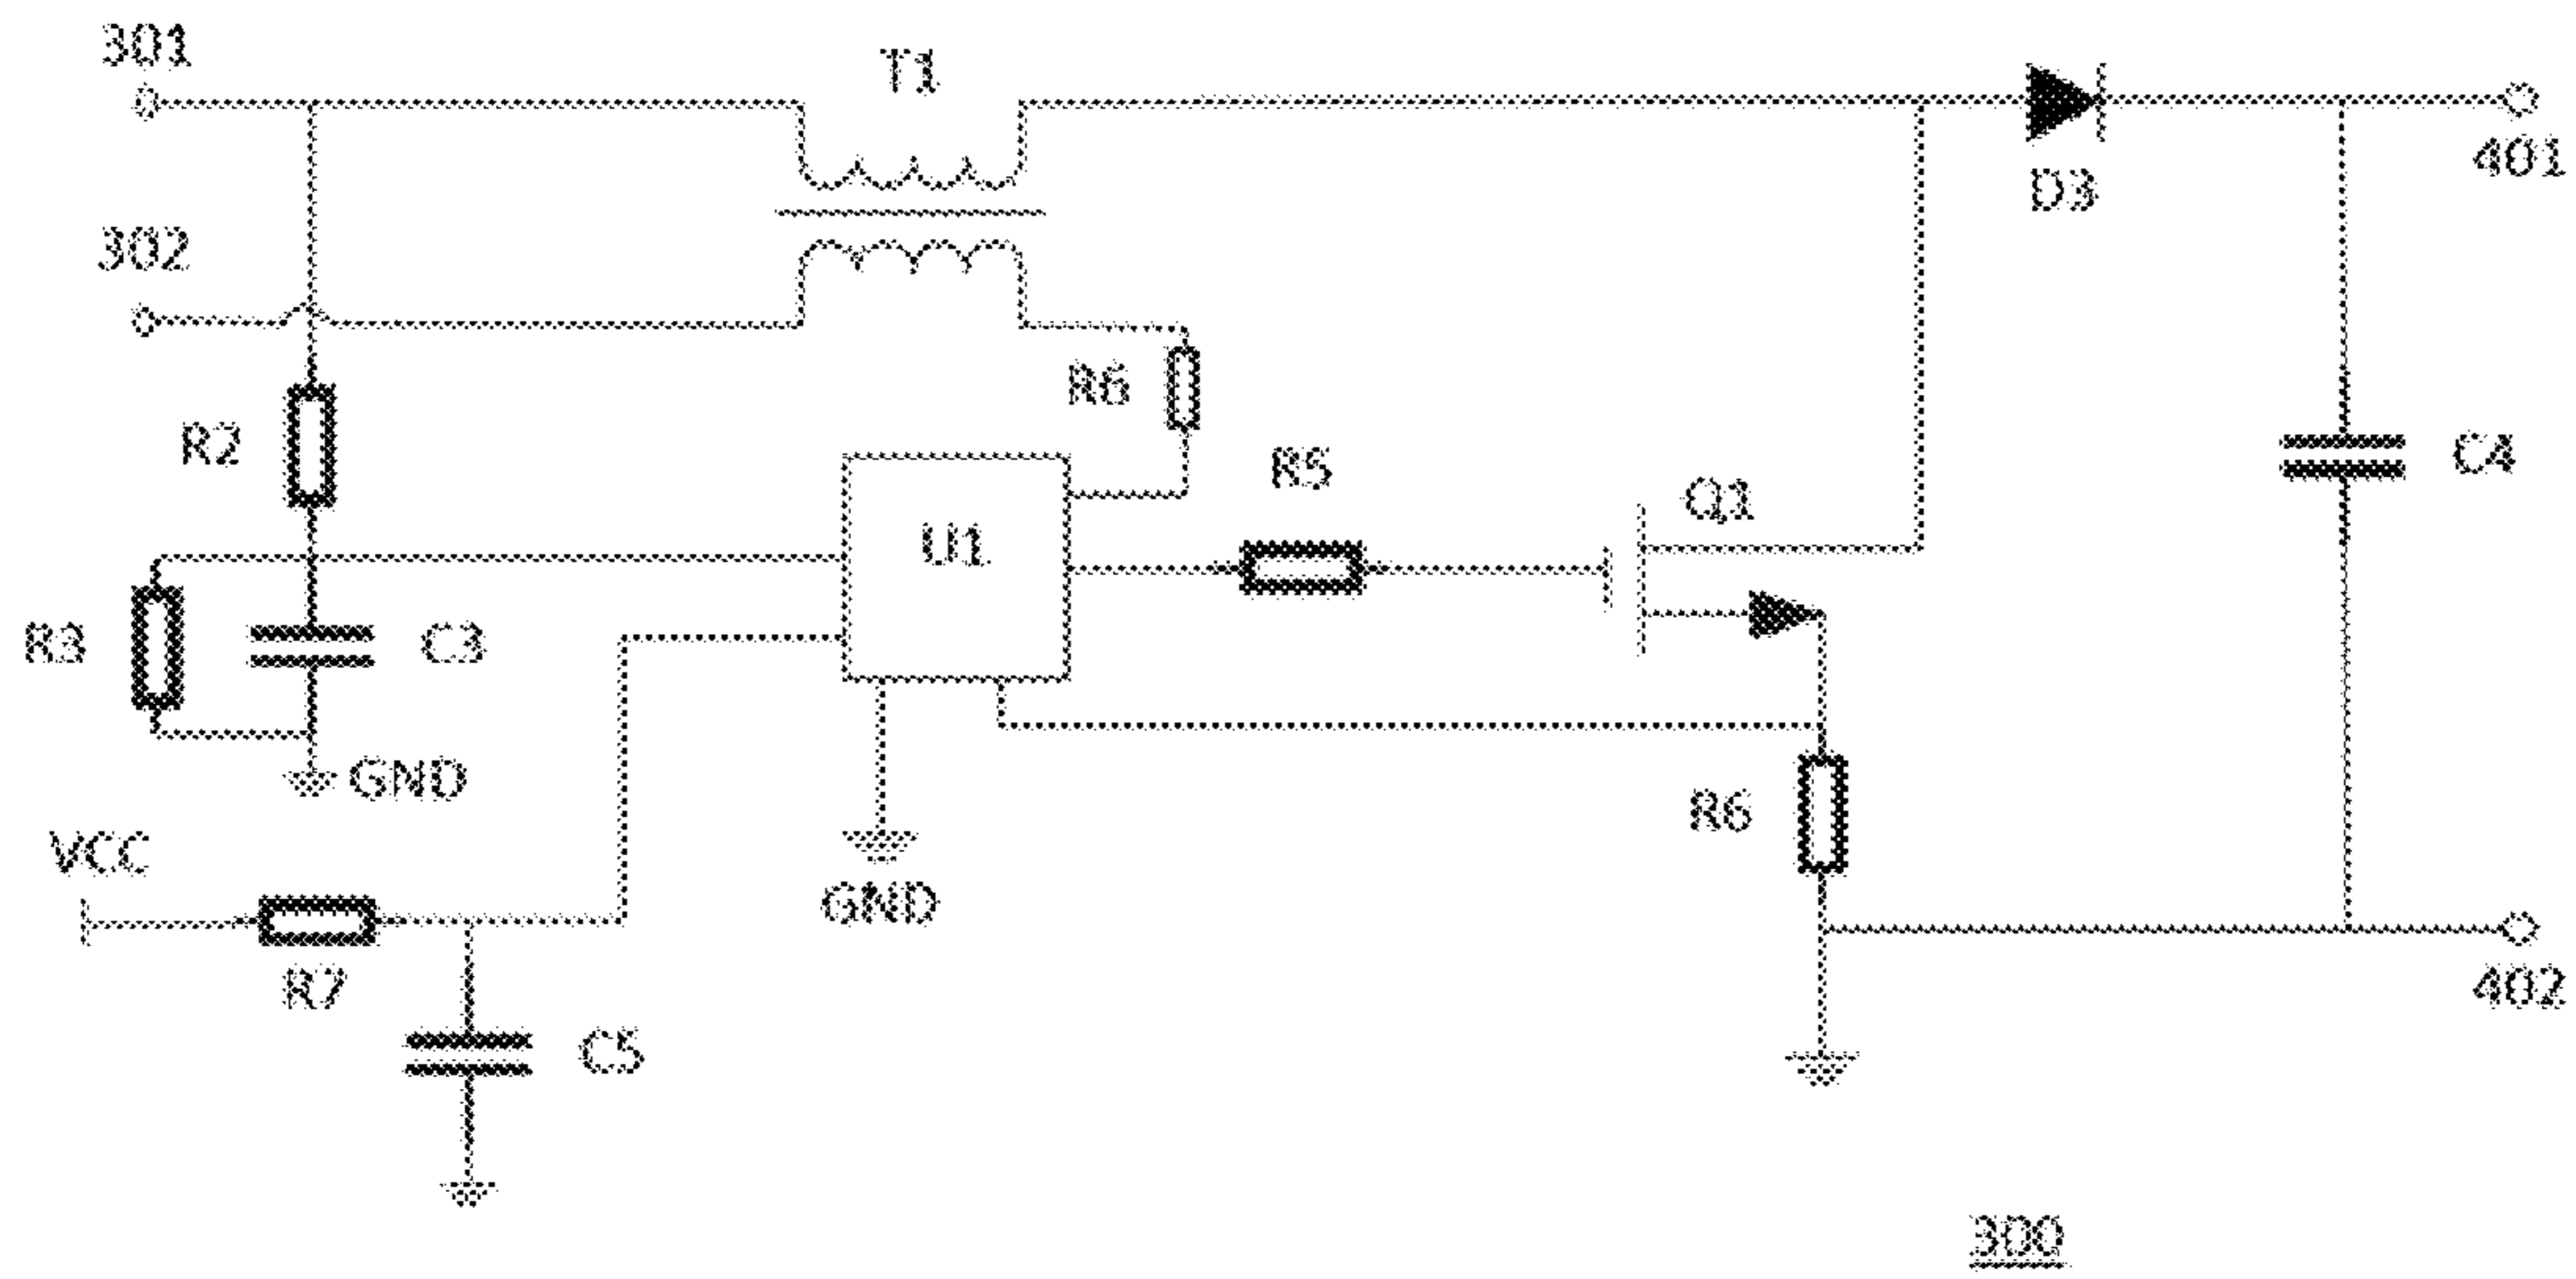 301
T1
401
D3
302
R6
R2
R5
Q1
C4
U1
R3
C3
GND
R6
VCC
GND
R7
402
C5
300